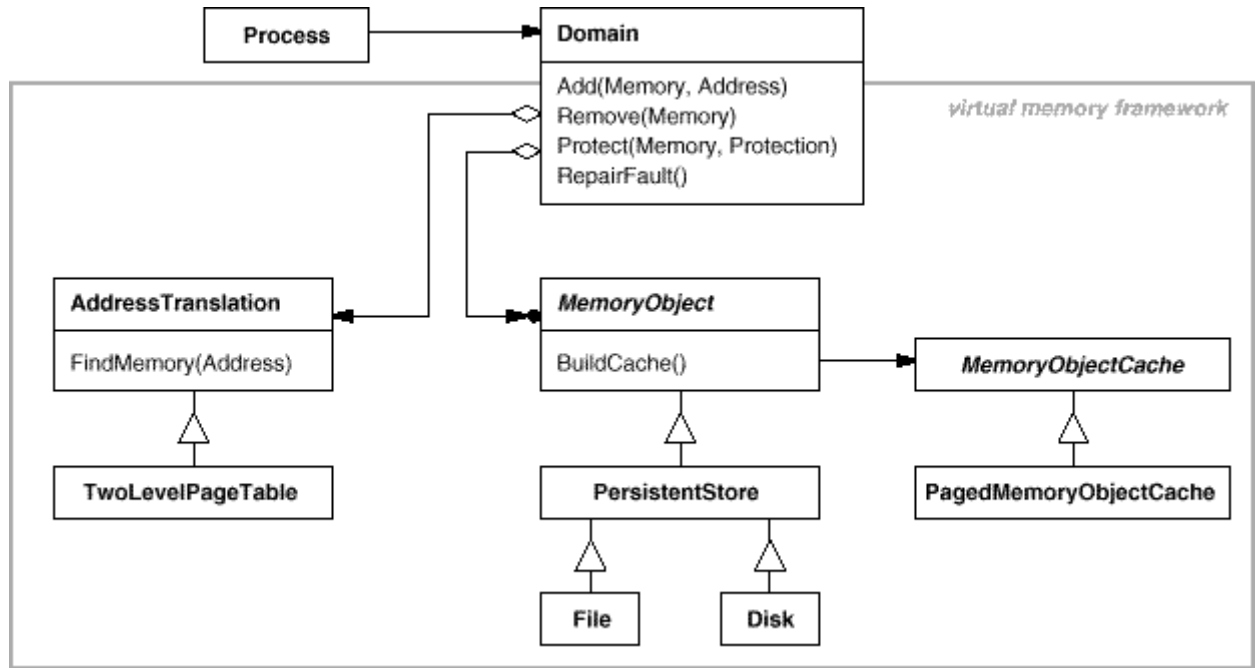 Process
Domain
Add(Memory, Address)
Remove(Memory)
Protect(Memory, Protection)
RepairFault()
virtual memory framework
AddressTranslation
FindMemory(Address)
MemoryObject
BuildCache()
MemoryObjectCache
TwoLevelPageTable
PersistentStore
PagedMemoryObjectCache
File
Disk